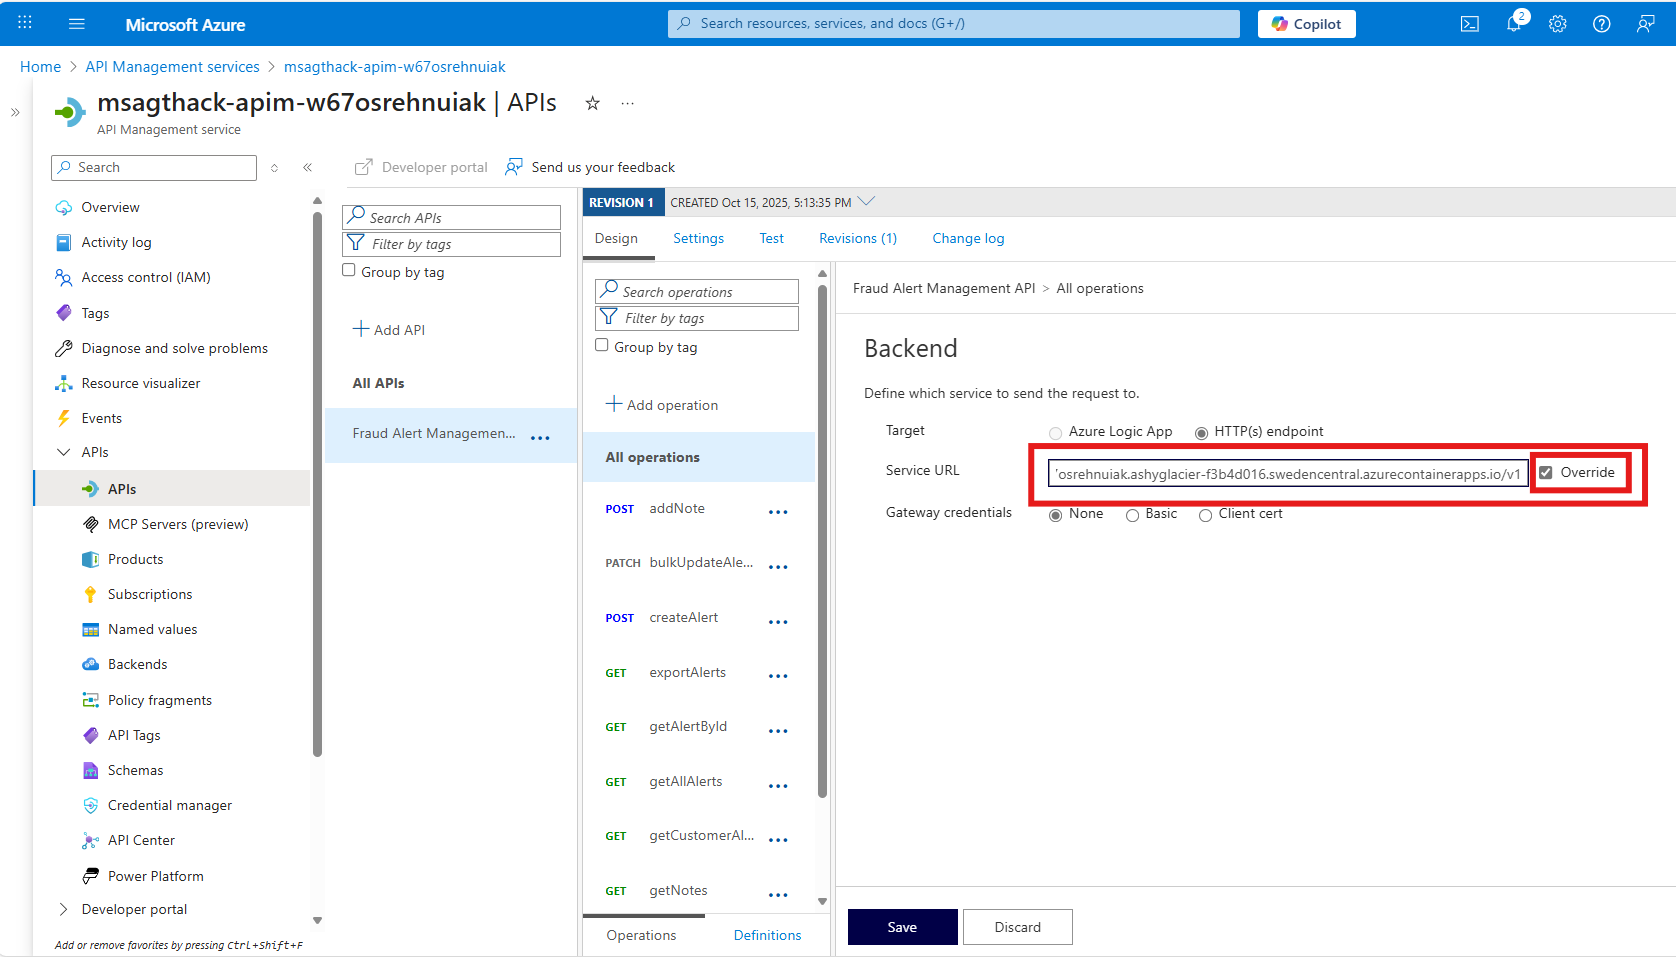 Microsoft Azure
Search resources, services, and docs (G+/)
Copilot
2
Home > API Management services > msagthack-apim-w67osrehnuiak
msagthack-apim-w67osrehnuiak | APIs
API Management service
Search
Developer portal
Send us your feedback
Overview
Activity log
Access control (IAM)
Tags
Diagnose and solve problems
Resource visualizer
Events
APIs
APIs
MCP Servers (preview)
Products
Subscriptions
Named values
Backends
Policy fragments
API Tags
Schemas
Credential manager
API Center
Power Platform
Developer portal
Add or remove favorites by pressing Ctrl+Shift+F
Search APIs
Filter by tags
Group by tag
Add API
All APIs
Fraud Alert Managemen...
REVISION 1
CREATED Oct 15, 2025, 5:13:35 PM
Design
Settings
Test
Revisions (1)
Change log
Search operations
Filter by tags
Group by tag
Add operation
All operations
POST addNote
PATCH bulkUpdateAle...
POST createAlert
GET exportAlerts
GET getAlertById
GET getAllAlerts
GET getCustomerAl...
GET getNotes
Operations
Definitions
Fraud Alert Management API > All operations
Backend
Define which service to send the request to.
Target
Azure Logic App
HTTP(s) endpoint
Service URL
osrehnuiak.ashyglacier-f3b4d016.swedencentral.azurecontainerapps.io/v1
Override
Gateway credentials
None
Basic
Client cert
Save
Discard